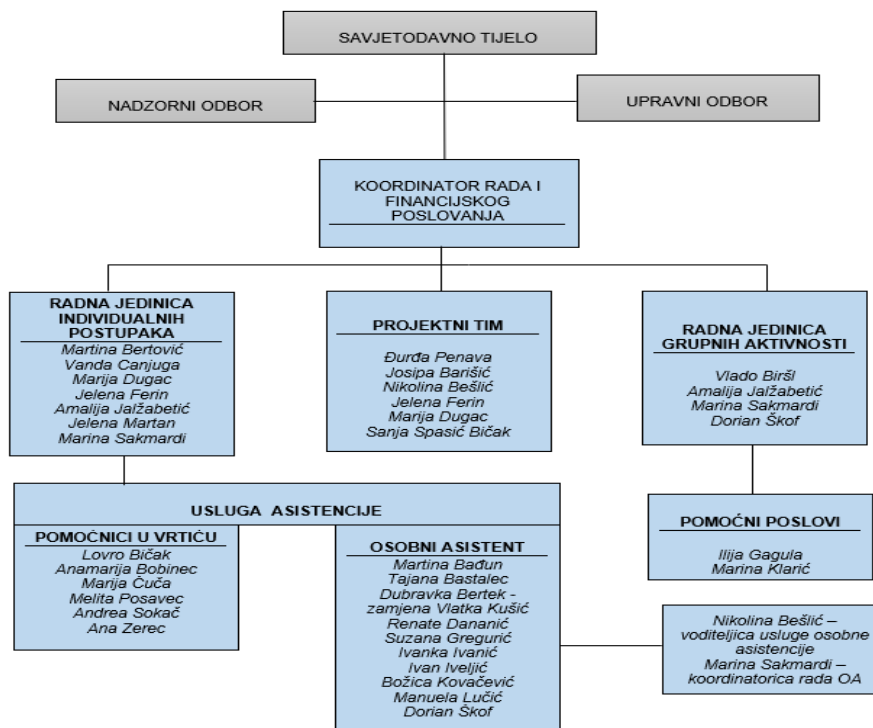 SAVJETODAVNO TIJELO
NADZORNI ODBOR
UPRAVNI ODBOR
KOORDINATOR RADA I
FINANCIJSKOG
POSLOVANJA
RADNA JEDINICA
INDIVIDUALNIH
POSTUPAKA
Martina Bertović
Vanda Canjuga
Marija Dugac
Jelena Ferin
Amalija Jalžabetić
Jelena Martan
Marina Sakmardi
PROJEKTNI TIM
Đurđa Penava
Josipa Barišić
Nikolina Bešlić
Jelena Ferin
Marija Dugac
Sanja Spasić Bičak
RADNA JEDINICA
GRUPNIH AKTIVNOSTI
Vlado Biršl
Amalija Jalžabetić
Marina Sakmardi
Dorian Škof
USLUGA ASISTENCIJE
POMOĆNICI U VRTIĆU
Lovro Bičak
Anamarija Bobinec
Marija Čuča
Melita Posavec
Andrea Sokač
Ana Zerec
OSOBNI ASISTENT
Martina Bađun
Tajana Bastalec
Dubravka Bertek -
zamjena Vlatka Kušić
Renate Dananić
Suzana Gregurić
Ivanka Ivanić
Ivan Iveljić
Božica Kovačević
Manuela Lučić
Dorian Škof
POMOĆNI POSLOVI
Ilija Gagula
Marina Klarić
Nikolina Bešlić –
voditeljica usluge osobne
asistencije
Marina Sakmardi –
koordinatorica rada OA